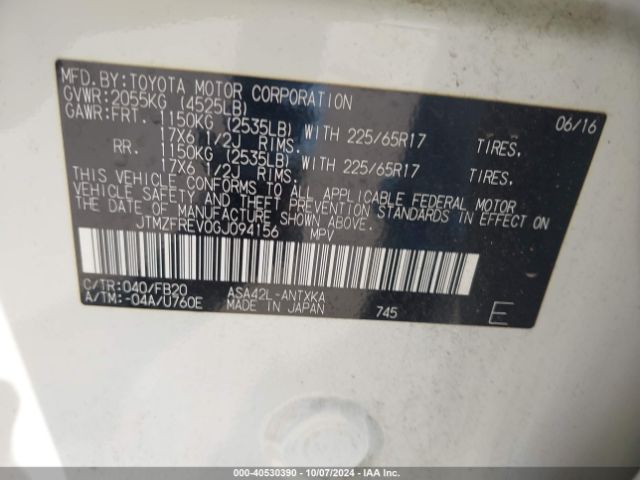 MFD.BY:TOYOTA MOTOR CORPORATION 06/16
GVWR:2055KG (4525LB)
GAWR:FRT. 1150KG (2535LB) WITH 225/65R17 TIRES.
17X6 1/2J RIMS.
RR. 1150KG (2535LB) WITH 225/65R17 TIRES.
17X6 1/2J RIMS.
THIS VEHICLE CONFORMS TO ALL APPLICABLE FEDERAL MOTOR
VEHICLE SAFETY AND THEFT PREVENTION STANDARDS IN EFFECT ON
THE DATE OF MANUFACTURE SHOWN ABOVE.
JTMZFREV0GJ094156 MPV
C/TR:040/FB20 ASA42L-ANTXKA
A/TM:-04A/U760E MADE IN JAPAN 745 E
000-40530390 | 10/07/2024 | IAA Inc.